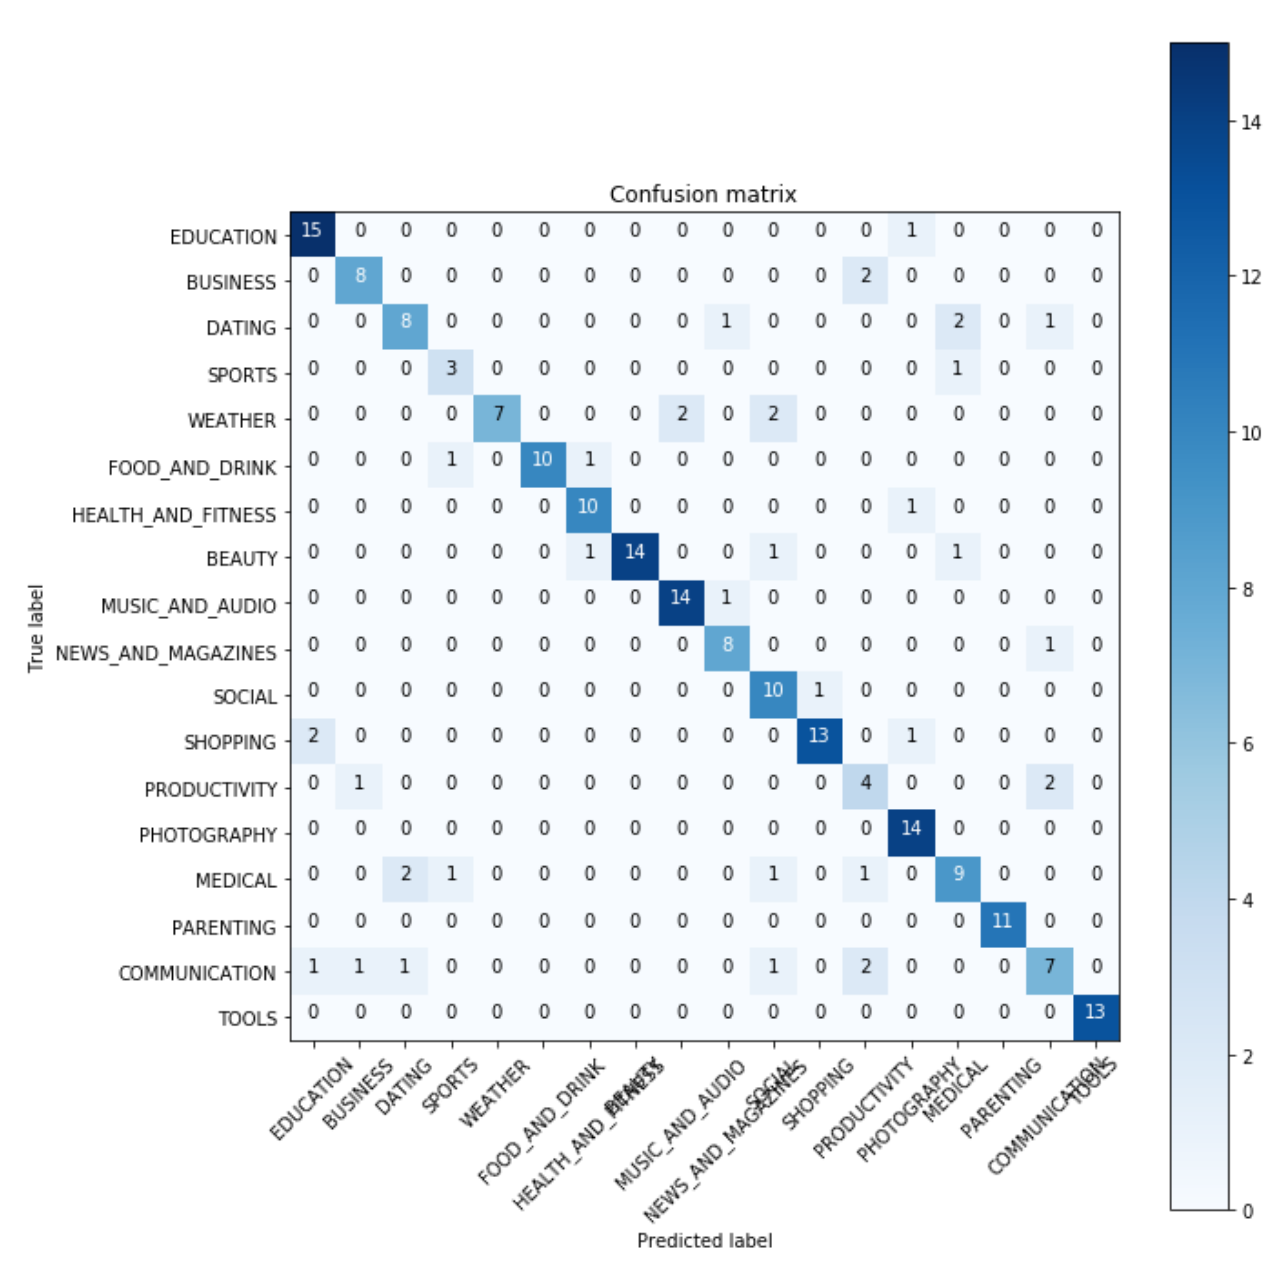 Confusion matrix
True label
EDUCATION 15 0 0 0 0 0 0 0 0 0 0 0 0 1 0 0 0 0
BUSINESS 0 8 0 0 0 0 0 0 0 0 0 0 2 0 0 0 0 0
DATING 0 0 8 0 0 0 0 0 0 1 0 0 0 0 2 0 1 0
SPORTS 0 0 0 3 0 0 0 0 0 0 0 0 0 0 1 0 0 0
WEATHER 0 0 0 0 7 0 0 0 2 0 2 0 0 0 0 0 0 0
FOOD_AND_DRINK 0 0 0 1 0 10 1 0 0 0 0 0 0 0 0 0 0 0
HEALTH_AND_FITNESS 0 0 0 0 0 0 10 0 0 0 0 0 0 1 0 0 0 0
BEAUTY 0 0 0 0 0 0 1 14 0 0 1 0 0 0 1 0 0 0
MUSIC_AND_AUDIO 0 0 0 0 0 0 0 0 14 1 0 0 0 0 0 0 0 0
NEWS_AND_MAGAZINES 0 0 0 0 0 0 0 0 0 8 0 0 0 0 0 0 1 0
SOCIAL 0 0 0 0 0 0 0 0 0 0 10 1 0 0 0 0 0 0
SHOPPING 2 0 0 0 0 0 0 0 0 0 0 13 0 1 0 0 0 0
PRODUCTIVITY 0 1 0 0 0 0 0 0 0 0 0 0 4 0 0 0 2 0
PHOTOGRAPHY 0 0 0 0 0 0 0 0 0 0 0 0 0 14 0 0 0 0
MEDICAL 0 0 2 1 0 0 0 0 0 0 1 0 1 0 9 0 0 0
PARENTING 0 0 0 0 0 0 0 0 0 0 0 0 0 0 0 11 0 0
COMMUNICATION 1 1 1 0 0 0 0 0 0 0 1 0 2 0 0 0 7 0
TOOLS 0 0 0 0 0 0 0 0 0 0 0 0 0 0 0 0 0 13
EDUCATION
BUSINESS
DATING
SPORTS
WEATHER
FOOD_AND_DRINK
HEALTH_AND_FITNESS
BEAUTY
MUSIC_AND_AUDIO
NEWS_AND_MAGAZINES
SOCIAL
SHOPPING
PRODUCTIVITY
PHOTOGRAPHY
MEDICAL
PARENTING
COMMUNICATION
TOOLS
Predicted label
14
12
10
8
6
4
2
0